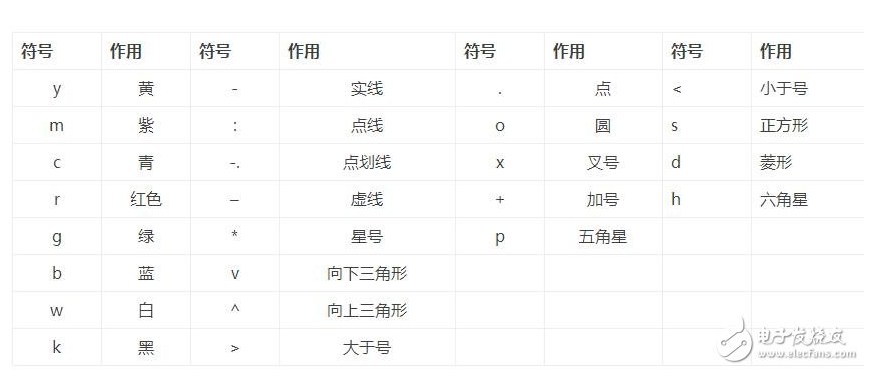 符号 作用 符号 作用 符号 作用 符号 作用
y 黄 - 实线 . 点 < 小于号
m 紫 : 点线 o 圆 s 正方形
c 青 -. 点划线 x 叉号 d 菱形
r 红色 – 虚线 + 加号 h 六角星
g 绿 * 星号 p 五角星
b 蓝 v 向下三角形
w 白 ^ 向上三角形
k 黑 > 大于号
电子发烧友
www.elecfans.com